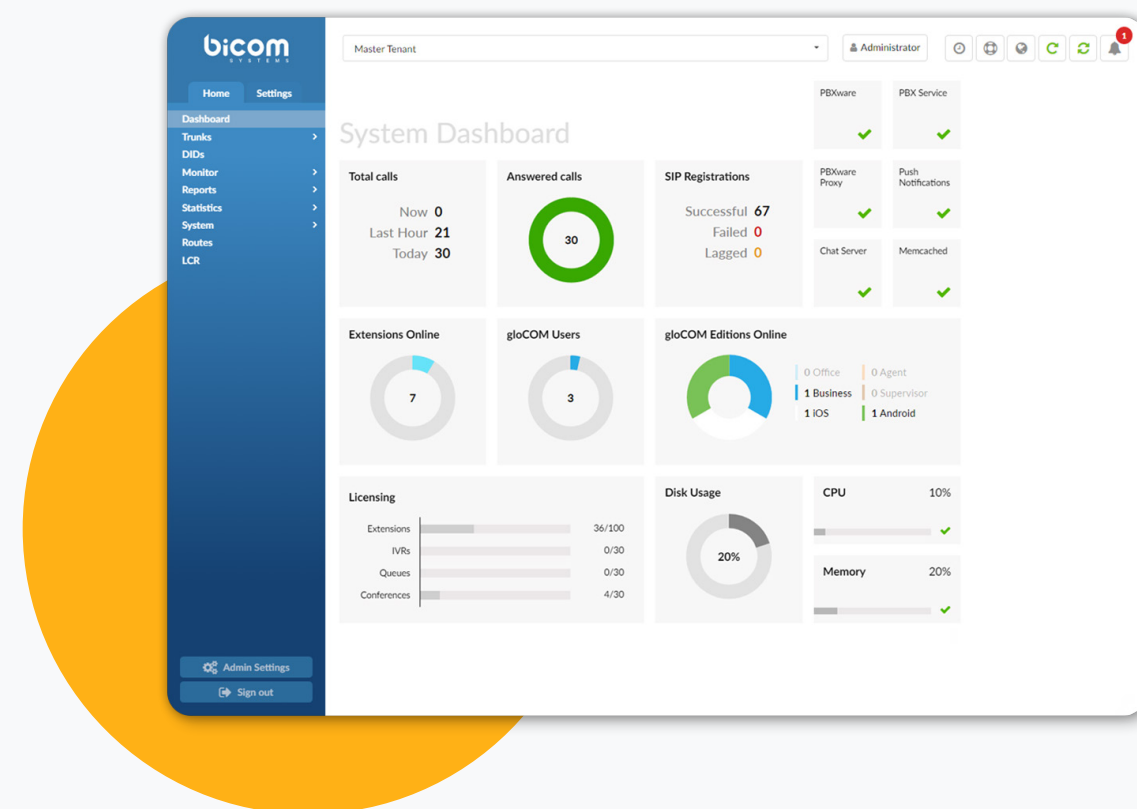 bicom
SYSTEMS
Home Settings
Dashboard
Trunks
DIDs
Monitor
Reports
Statistics
System
Routes
LCR
Admin Settings
Sign out
Master Tenant
Administrator
1
System Dashboard
PBXware
PBX Service
Total calls
Now 0
Last Hour 21
Today 30
Answered calls
30
SIP Registrations
Successful 67
Failed 0
Lagged 0
PBXware
Proxy
Push
Notifications
Chat Server
Memcached
Extensions Online
7
gloCOM Users
3
gloCOM Editions Online
0 Office 0 Agent
1 Business 0 Supervisor
1 iOS 1 Android
Licensing
Extensions 36/100
IVRs 0/30
Queues 0/30
Conferences 4/30
Disk Usage
20%
CPU 10%
Memory 20%